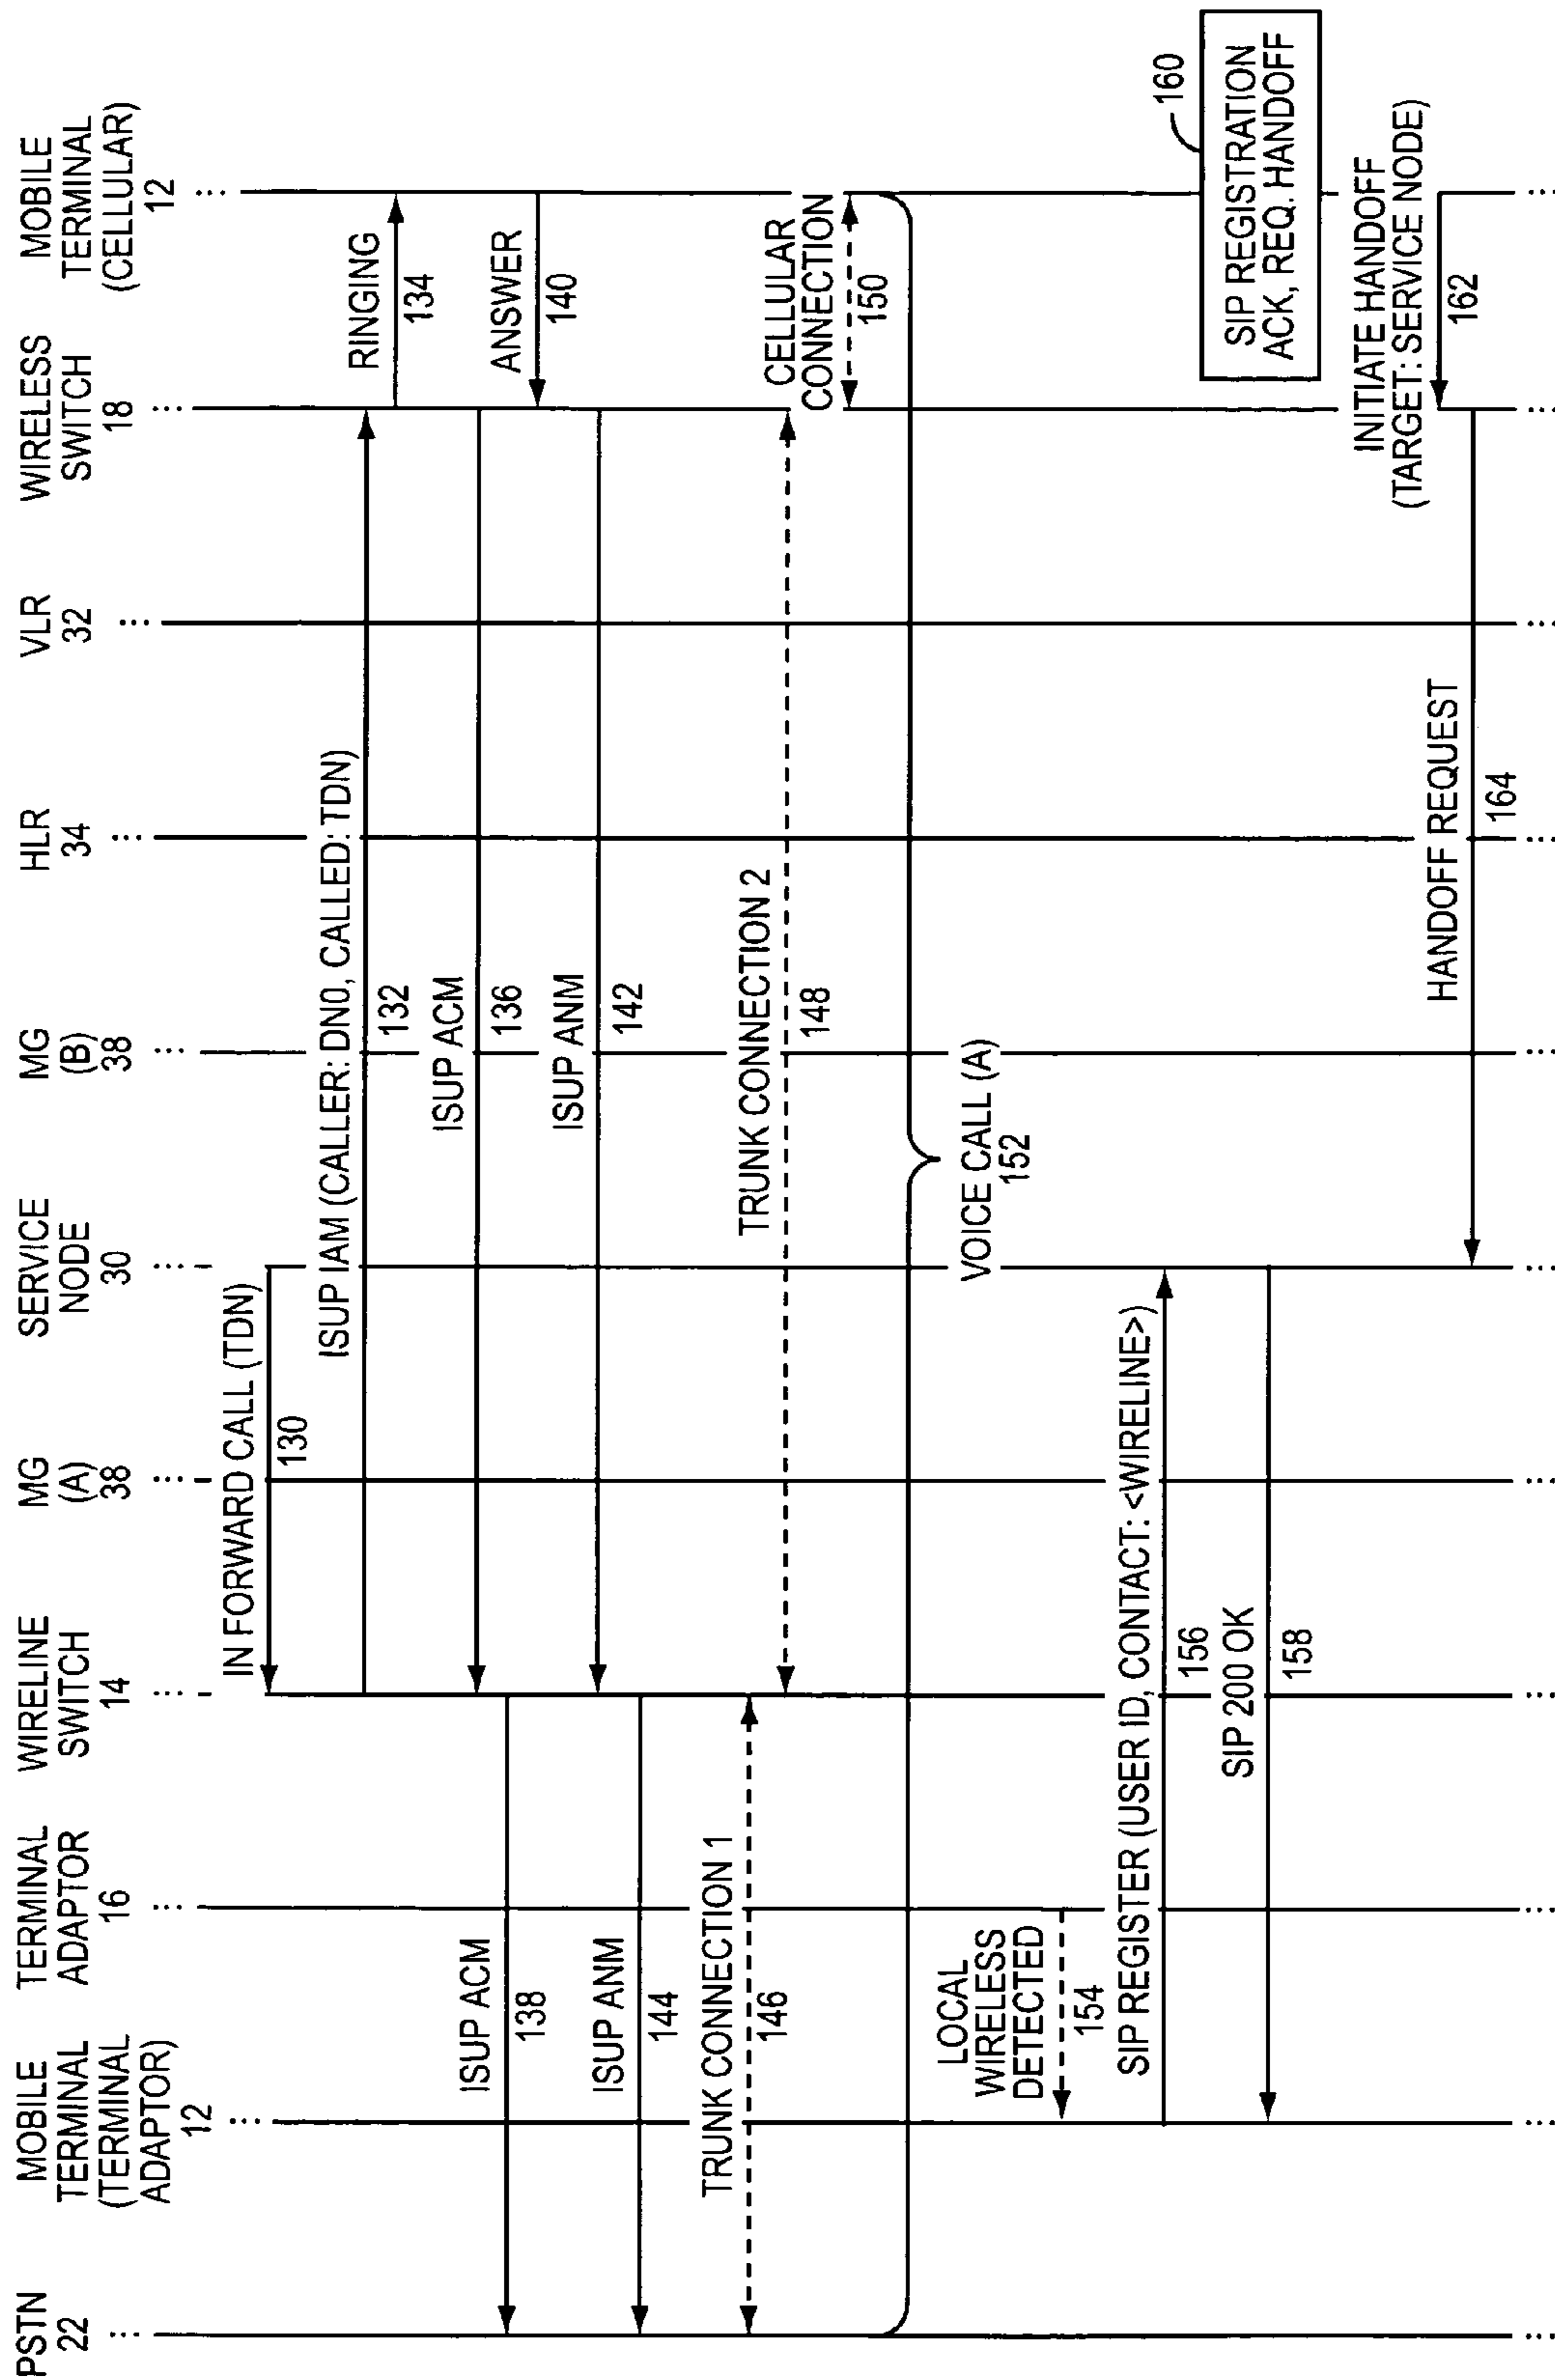 PSTN
22
MOBILE
TERMINAL
(TERMINAL
ADAPTOR)
12
TERMINAL
ADAPTOR
16
WIRELINE
SWITCH
14
MG
(A)
38
SERVICE
NODE
30
MG
(B)
38
HLR
34
VLR
32
WIRELESS
SWITCH
18
MOBILE
TERMINAL
(CELLULAR)
12
IN FORWARD CALL (TDN)
130
ISUP IAM (CALLER: DN0, CALLED: TDN)
132
RINGING
134
ISUP ACM
136
ISUP ACM
138
ANSWER
140
ISUP ANM
142
ISUP ANM
144
TRUNK CONNECTION 1
146
TRUNK CONNECTION 2
148
CELLULAR
CONNECTION
150
VOICE CALL (A)
152
LOCAL
WIRELESS
DETECTED
154
SIP REGISTER (USER ID, CONTACT: <WIRELINE>)
156
SIP 200 OK
158
160
SIP REGISTRATION
ACK, REQ. HANDOFF
INITIATE HANDOFF
(TARGET: SERVICE NODE)
162
HANDOFF REQUEST
164